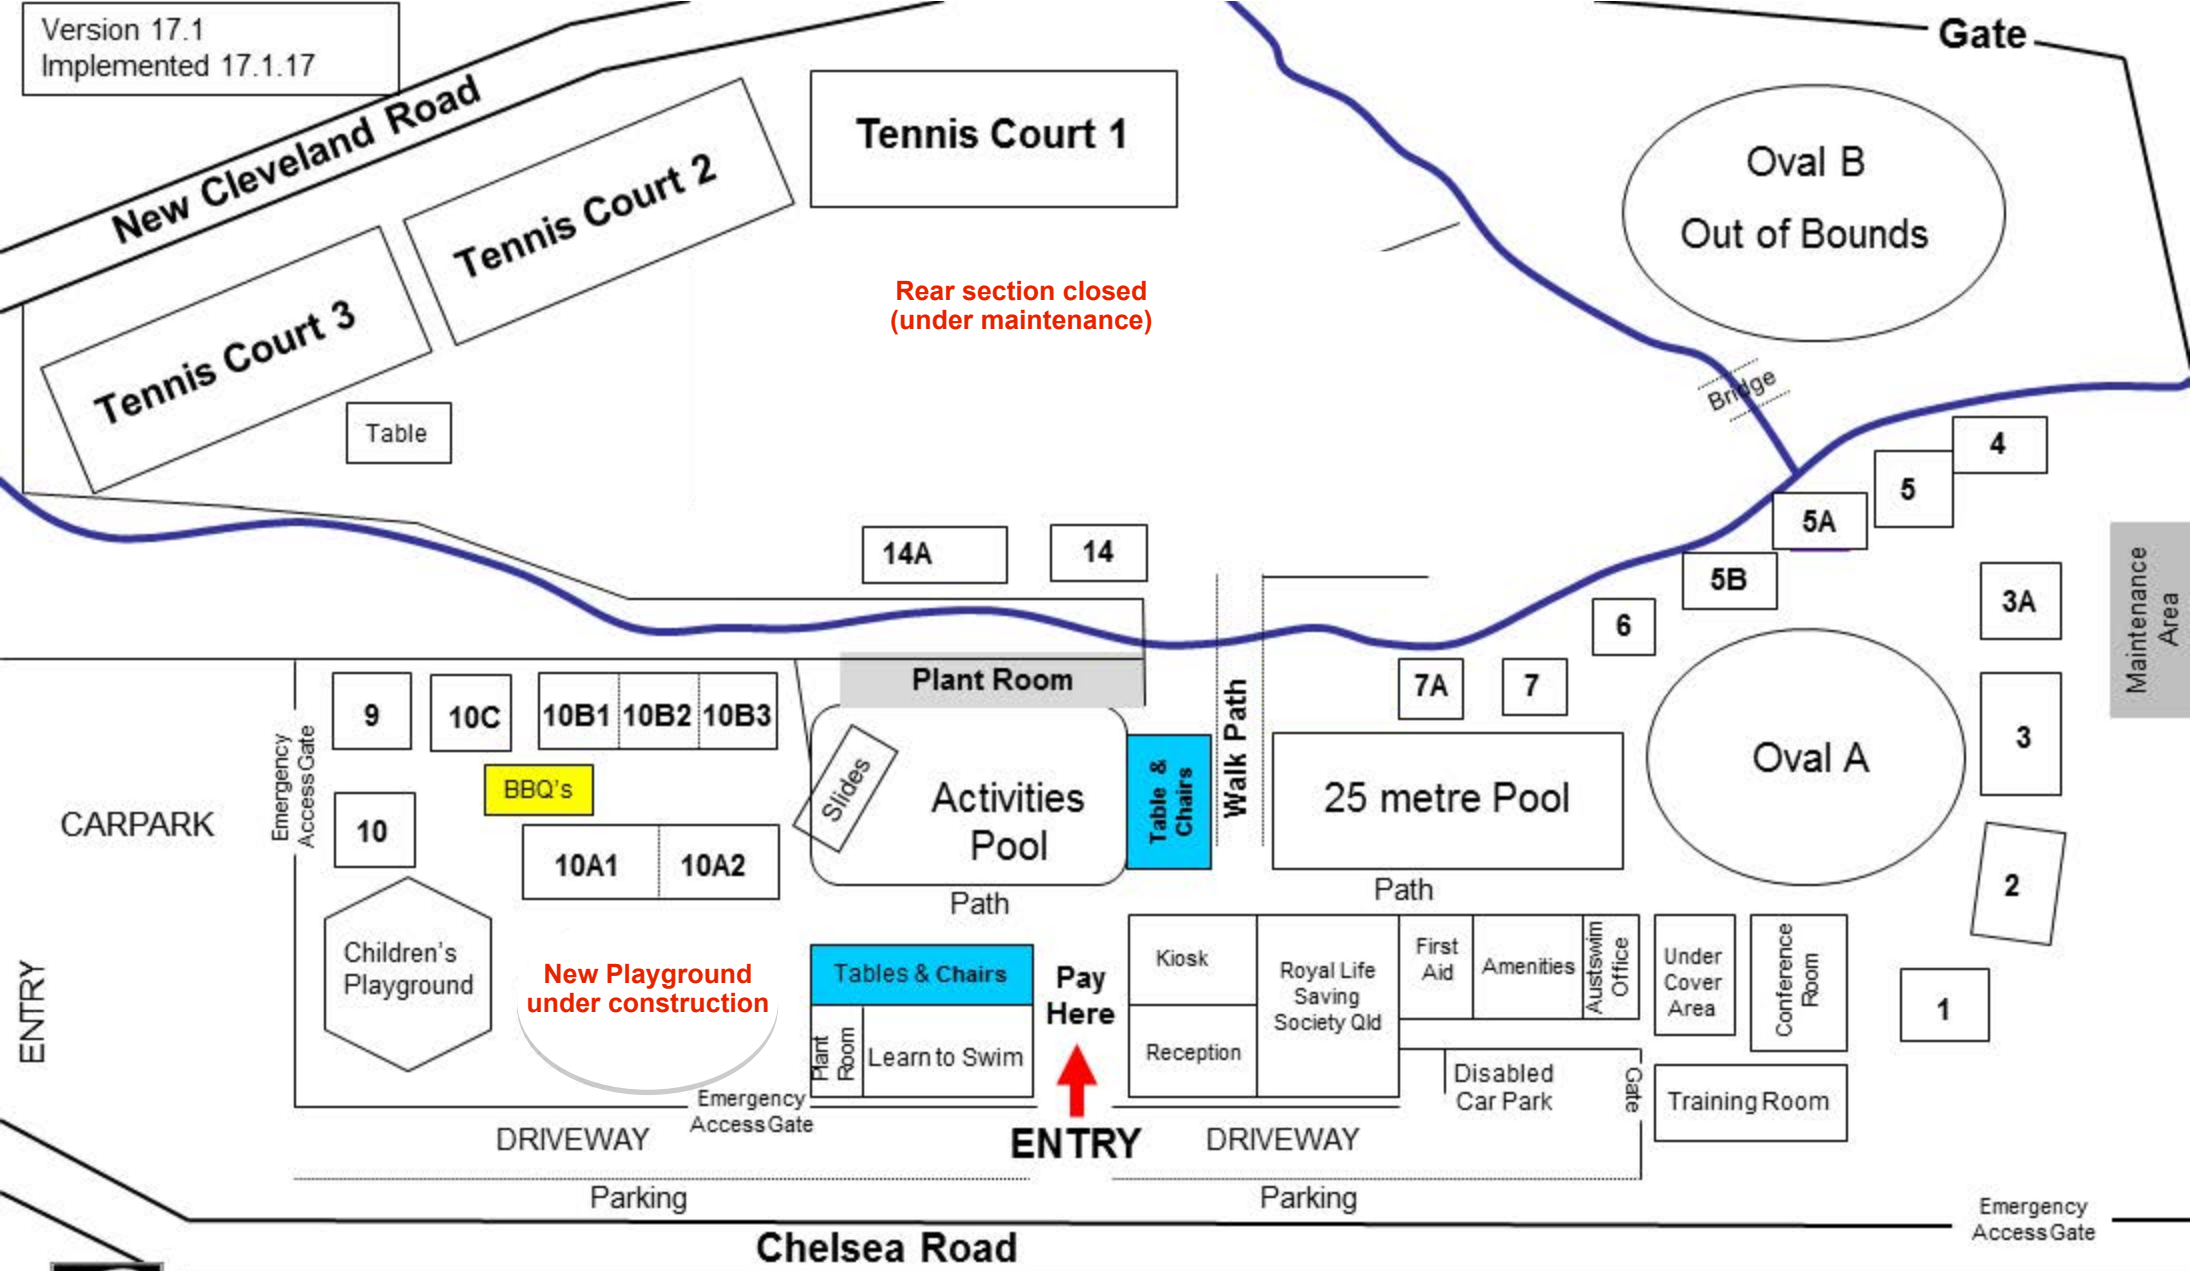 Version 17.1
Implemented 17.1.17
New Cleveland Road
Tennis Court 1
Tennis Court 2
Tennis Court 3
Gate
Oval B
Out of Bounds
Rear section closed
(under maintenance)
Bridge
Table
4
5
5A
14A
14
5B
3A
6
Maintenance
Area
Plant Room
7A
7
9
10C
10B1
10B2
10B3
Walk Path
3
Emergency
Access Gate
BBQ's
Slides
Activities
Pool
Table &
Chairs
25 metre Pool
Oval A
CARPARK
10
10A1
10A2
2
Path
Path
Children's
Playground
New Playground
under construction
Tables & Chairs
Pay
Here
Kiosk
Royal Life
Saving
Society Qld
First
Aid
Amenities
Austswim
Office
Under
Cover
Area
Conference
Room
1
ENTRY
Plant
Room
Learn to Swim
Reception
Disabled
Car Park
Gate
Training Room
Emergency
Access Gate
DRIVEWAY
ENTRY
DRIVEWAY
Parking
Parking
Emergency
Access Gate
Chelsea Road